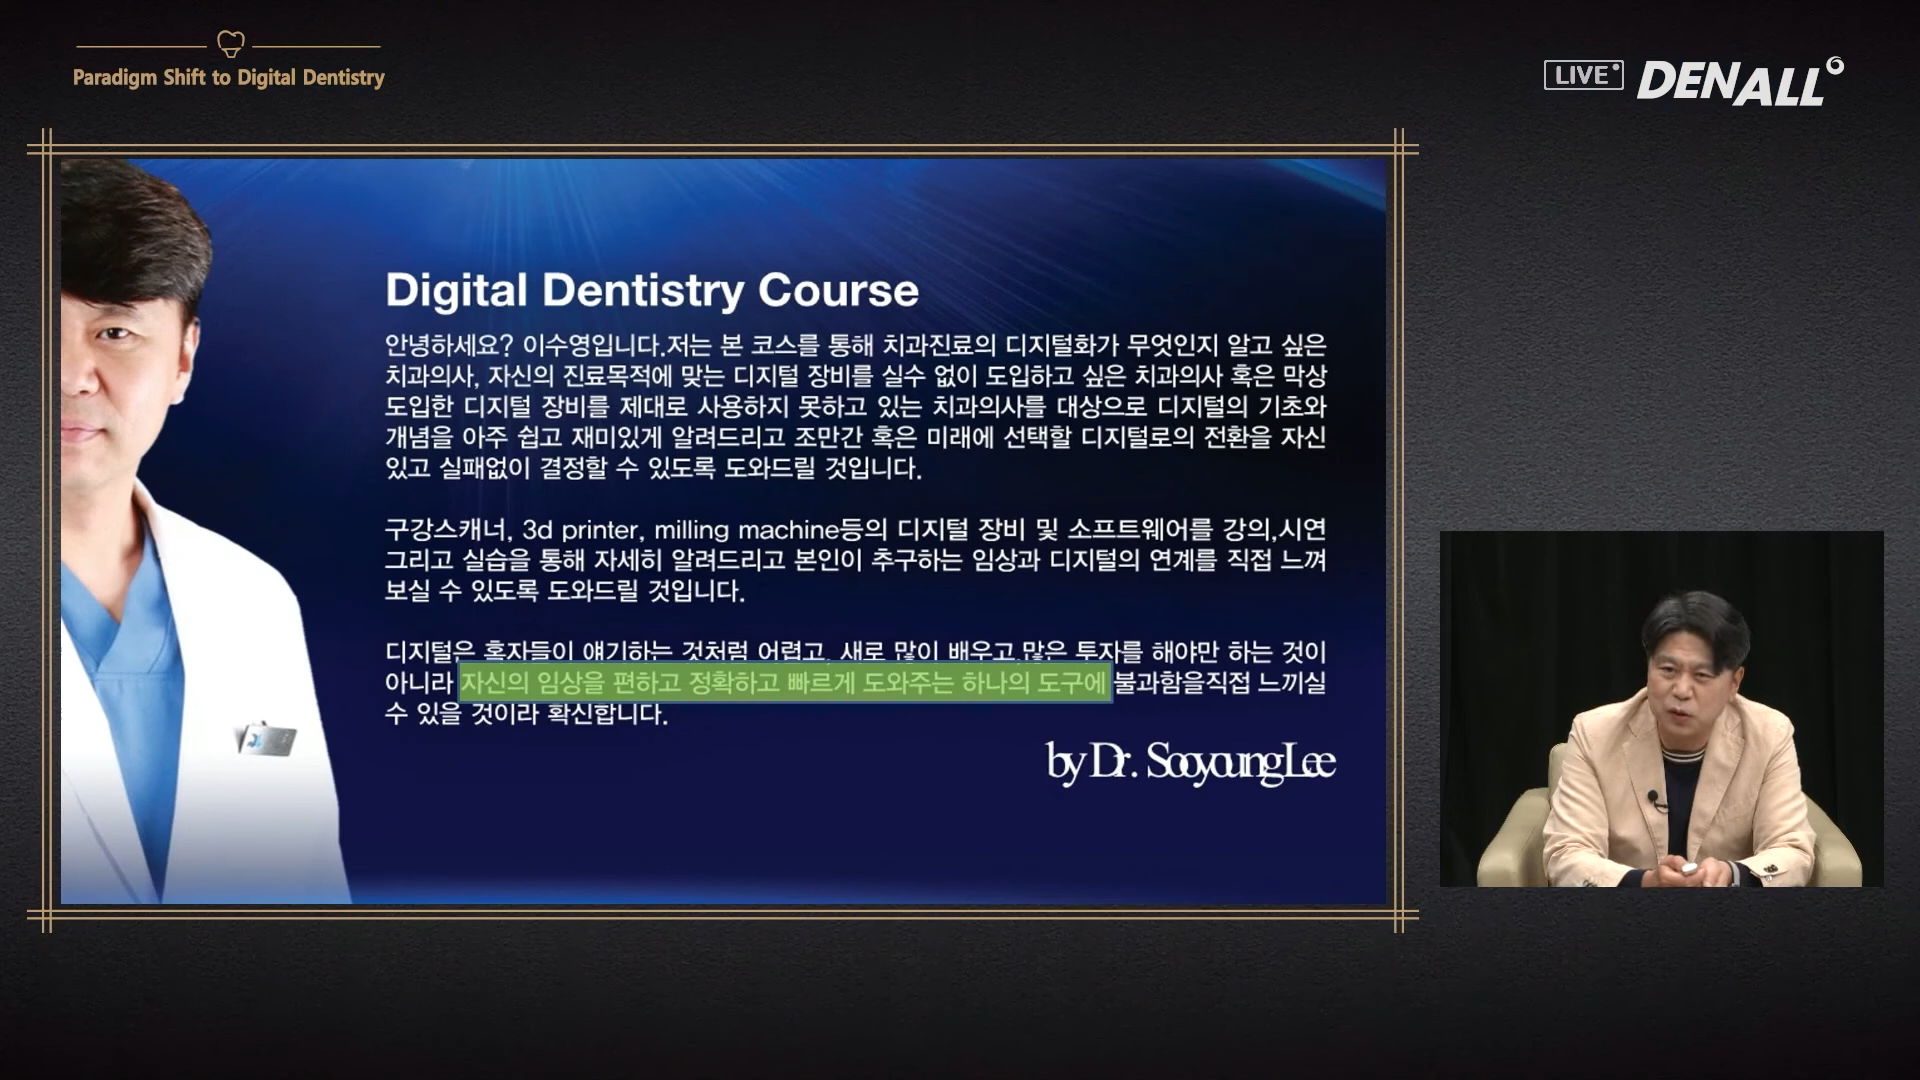 Paradigm Shift to Digital Dentistry
LIVE
DENALL
Digital Dentistry Course
안녕하세요? 이수영입니다.저는 본 코스를 통해 치과진료의 디지털화가 무엇인지 알고 싶은
치과의사, 자신의 진료목적에 맞는 디지털 장비를 실수 없이 도입하고 싶은 치과의사 혹은 막상
도입한 디지털 장비를 제대로 사용하지 못하고 있는 치과의사를 대상으로 디지털의 기초와
개념을 아주 쉽고 재미있게 알려드리고 조만간 혹은 미래에 선택할 디지털로의 전환을 자신
있고 실패없이 결정할 수 있도록 도와드릴 것입니다.
구강스캐너, 3d printer, milling machine등의 디지털 장비 및 소프트웨어를 강의,시연
그리고 실습을 통해 자세히 알려드리고 본인이 추구하는 임상과 디지털의 연계를 직접 느껴
보실 수 있도록 도와드릴 것입니다.
디지털은 혹자들이 얘기하는 것처럼 어렵고, 새로 많이 배우고,많은 투자를 해야만 하는 것이
아니라 자신의 임상을 편하고 정확하고 빠르게 도와주는 하나의 도구에 불과함을직접 느끼실
수 있을 것이라 확신합니다.
by Dr. Sooyoung Lee